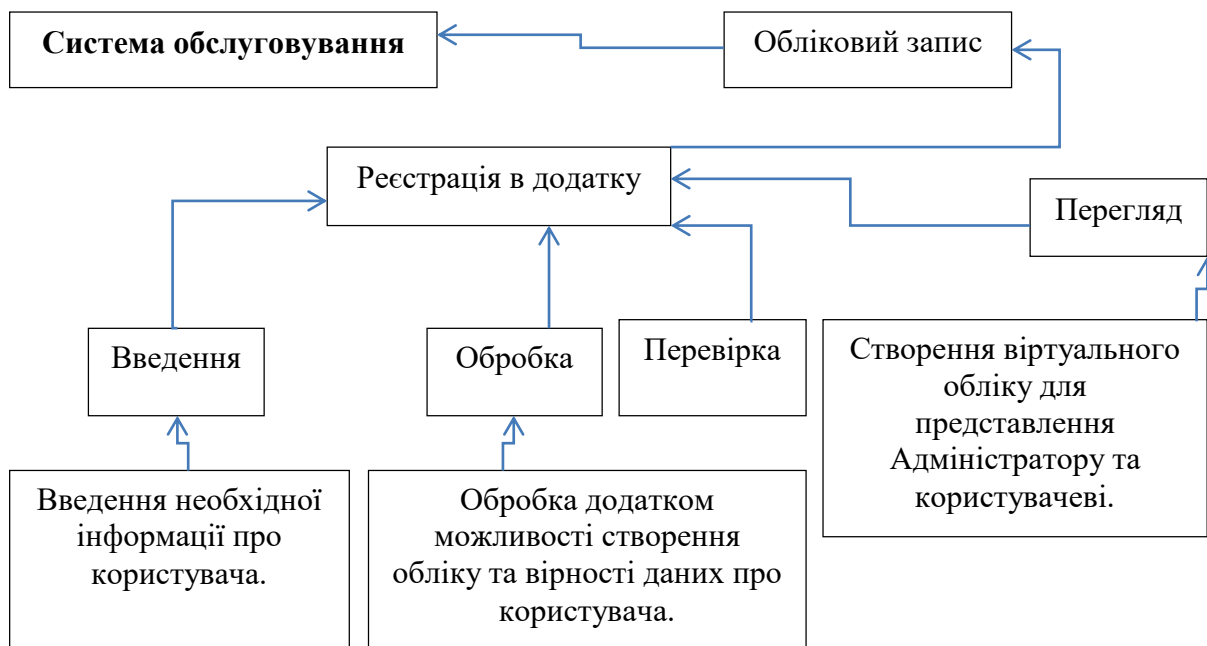 Система обслуговування
Обліковий запис
Реєстрація в додатку
Перегляд
Введення
Обробка
Перевірка
Створення віртуального
обліку для
представлення
Адміністратору та
користувачеві.
Введення необхідної
інформації про
користувача.
Обробка додатком
можливості створення
обліку та вірності даних про
користувача.